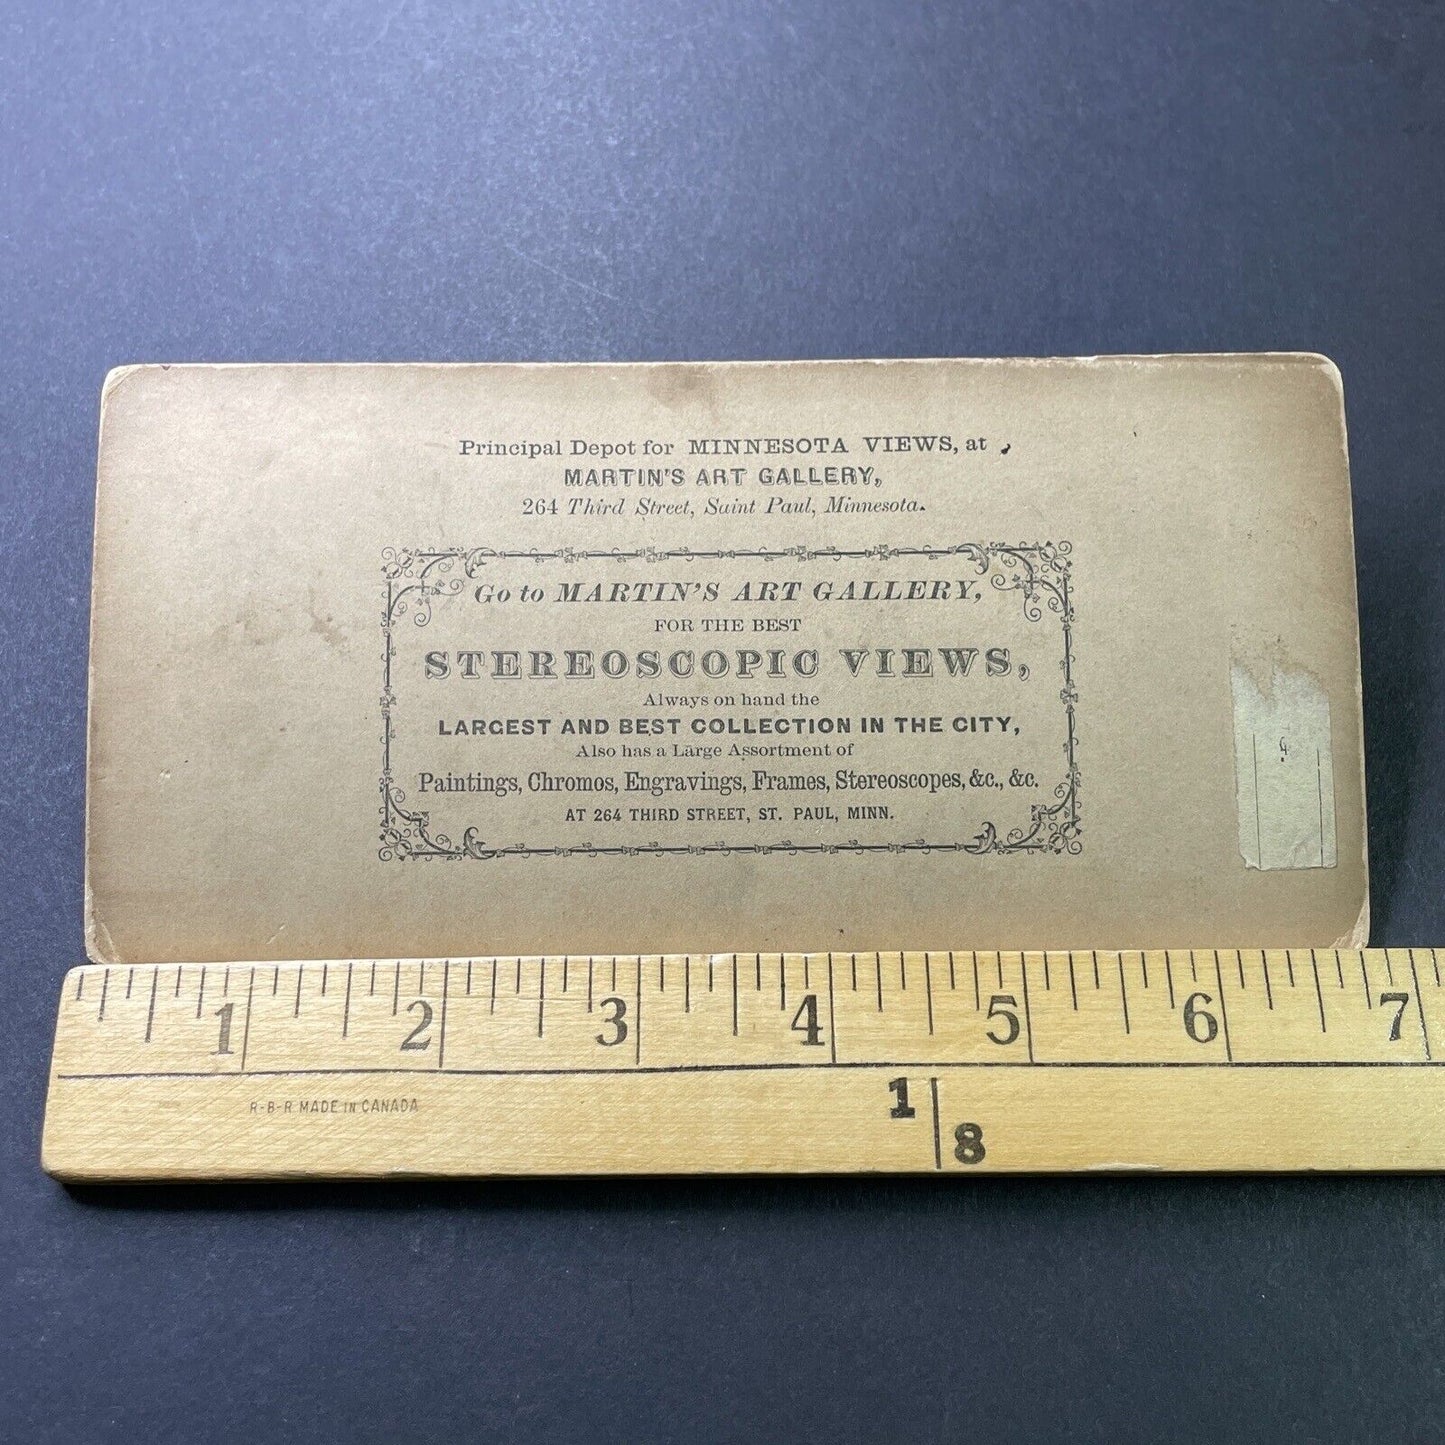 Principal Depot for MINNESOTA VIEWS, at
MARTIN'S ART GALLERY,
264 Third Street, Saint Paul, Minnesota.
Go to MARTIN'S ART GALLERY,
FOR THE BEST
STEREOSCOPIC VIEWS,
Always on hand the
LARGEST AND BEST COLLECTION IN THE CITY,
Also has a Large Assortment of
Paintings, Chromos, Engravings, Frames, Stereoscopes, &c., &c.
AT 264 THIRD STREET, ST. PAUL, MINN.
1 2 3 4 5 6 7
R-B-R MADE IN CANADA
1
8